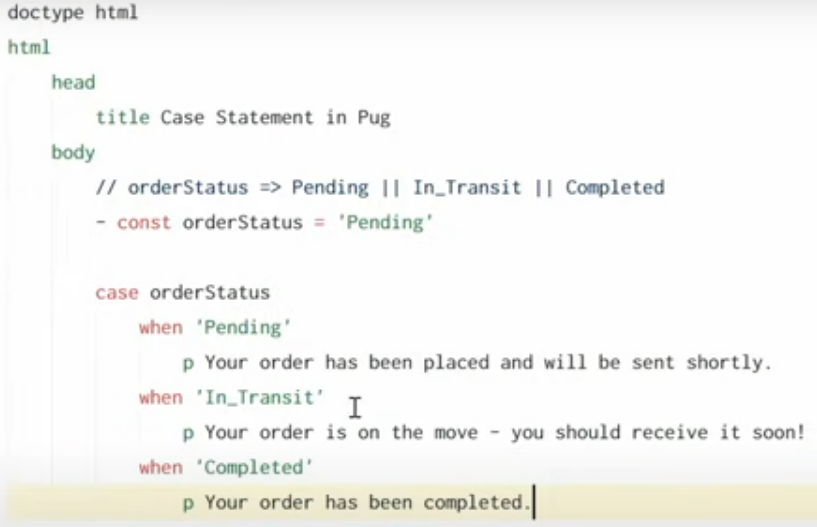 doctype html
html
head
title Case Statement in Pug
body
// orderStatus => Pending || In_Transit || Completed
- const orderStatus = 'Pending'
case orderStatus
when 'Pending'
p Your order has been placed and will be sent shortly.
when 'In_Transit'
p Your order is on the move - you should receive it soon!
when 'Completed'
p Your order has been completed.